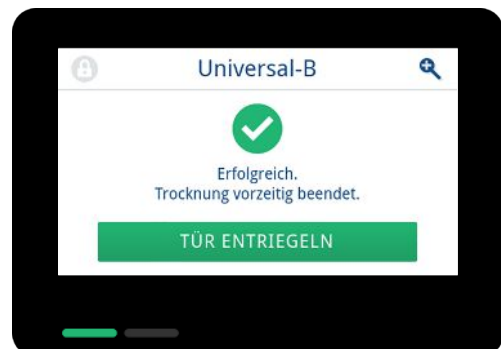 Universal-B
Erfolgreich.
Trocknung vorzeitig beendet.
TÜR ENTRIEGELN